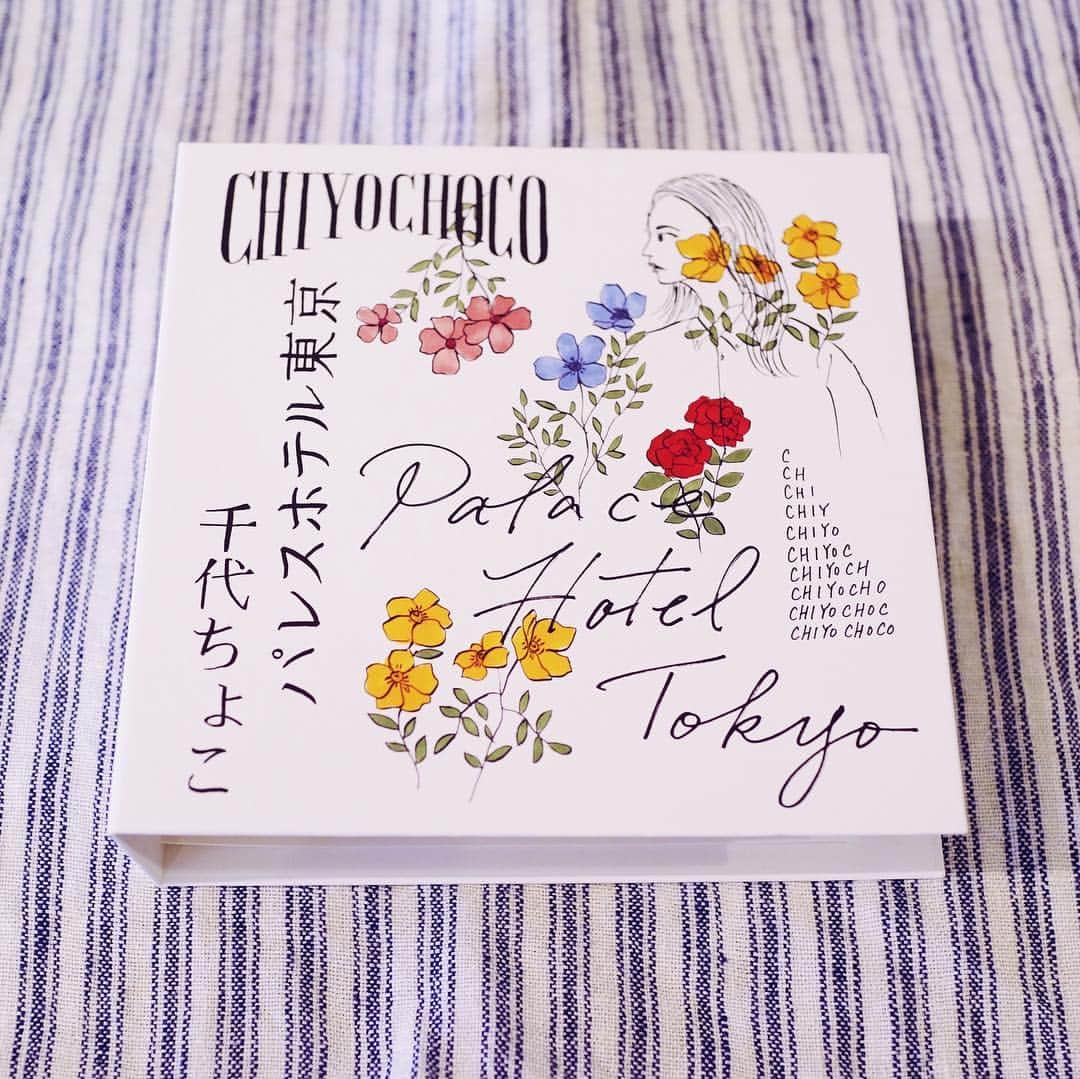 CHIYOCHOCO
パレスホテル東京
千代ちょこ
Palace
Hotel
Tokyo
C
CH
CHI
CHIY
CHIYO
CHIYOC
CHIYOCH
CHIYOCHO
CHIYOCHOC
CHIYOCHOCO